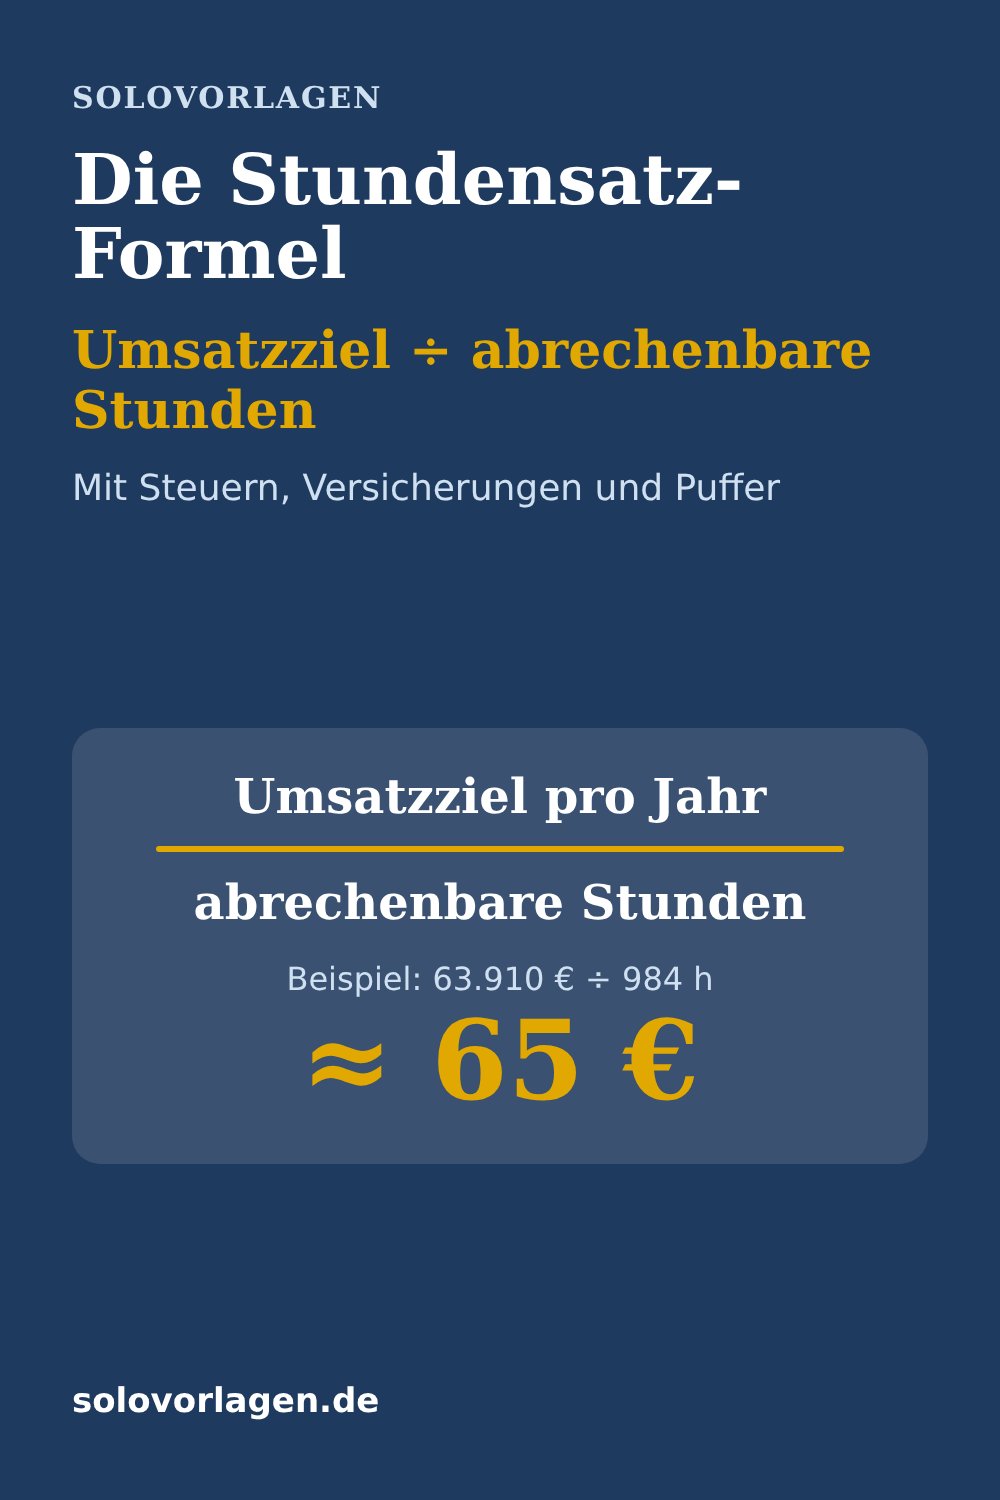 SOLOVORLAGEN
Die Stundensatz-
Formel
Umsatzziel ÷ abrechenbare
Stunden
Mit Steuern, Versicherungen und Puffer
Umsatzziel pro Jahr
abrechenbare Stunden
Beispiel: 63.910 € ÷ 984 h
≈ 65 €
solovorlagen.de